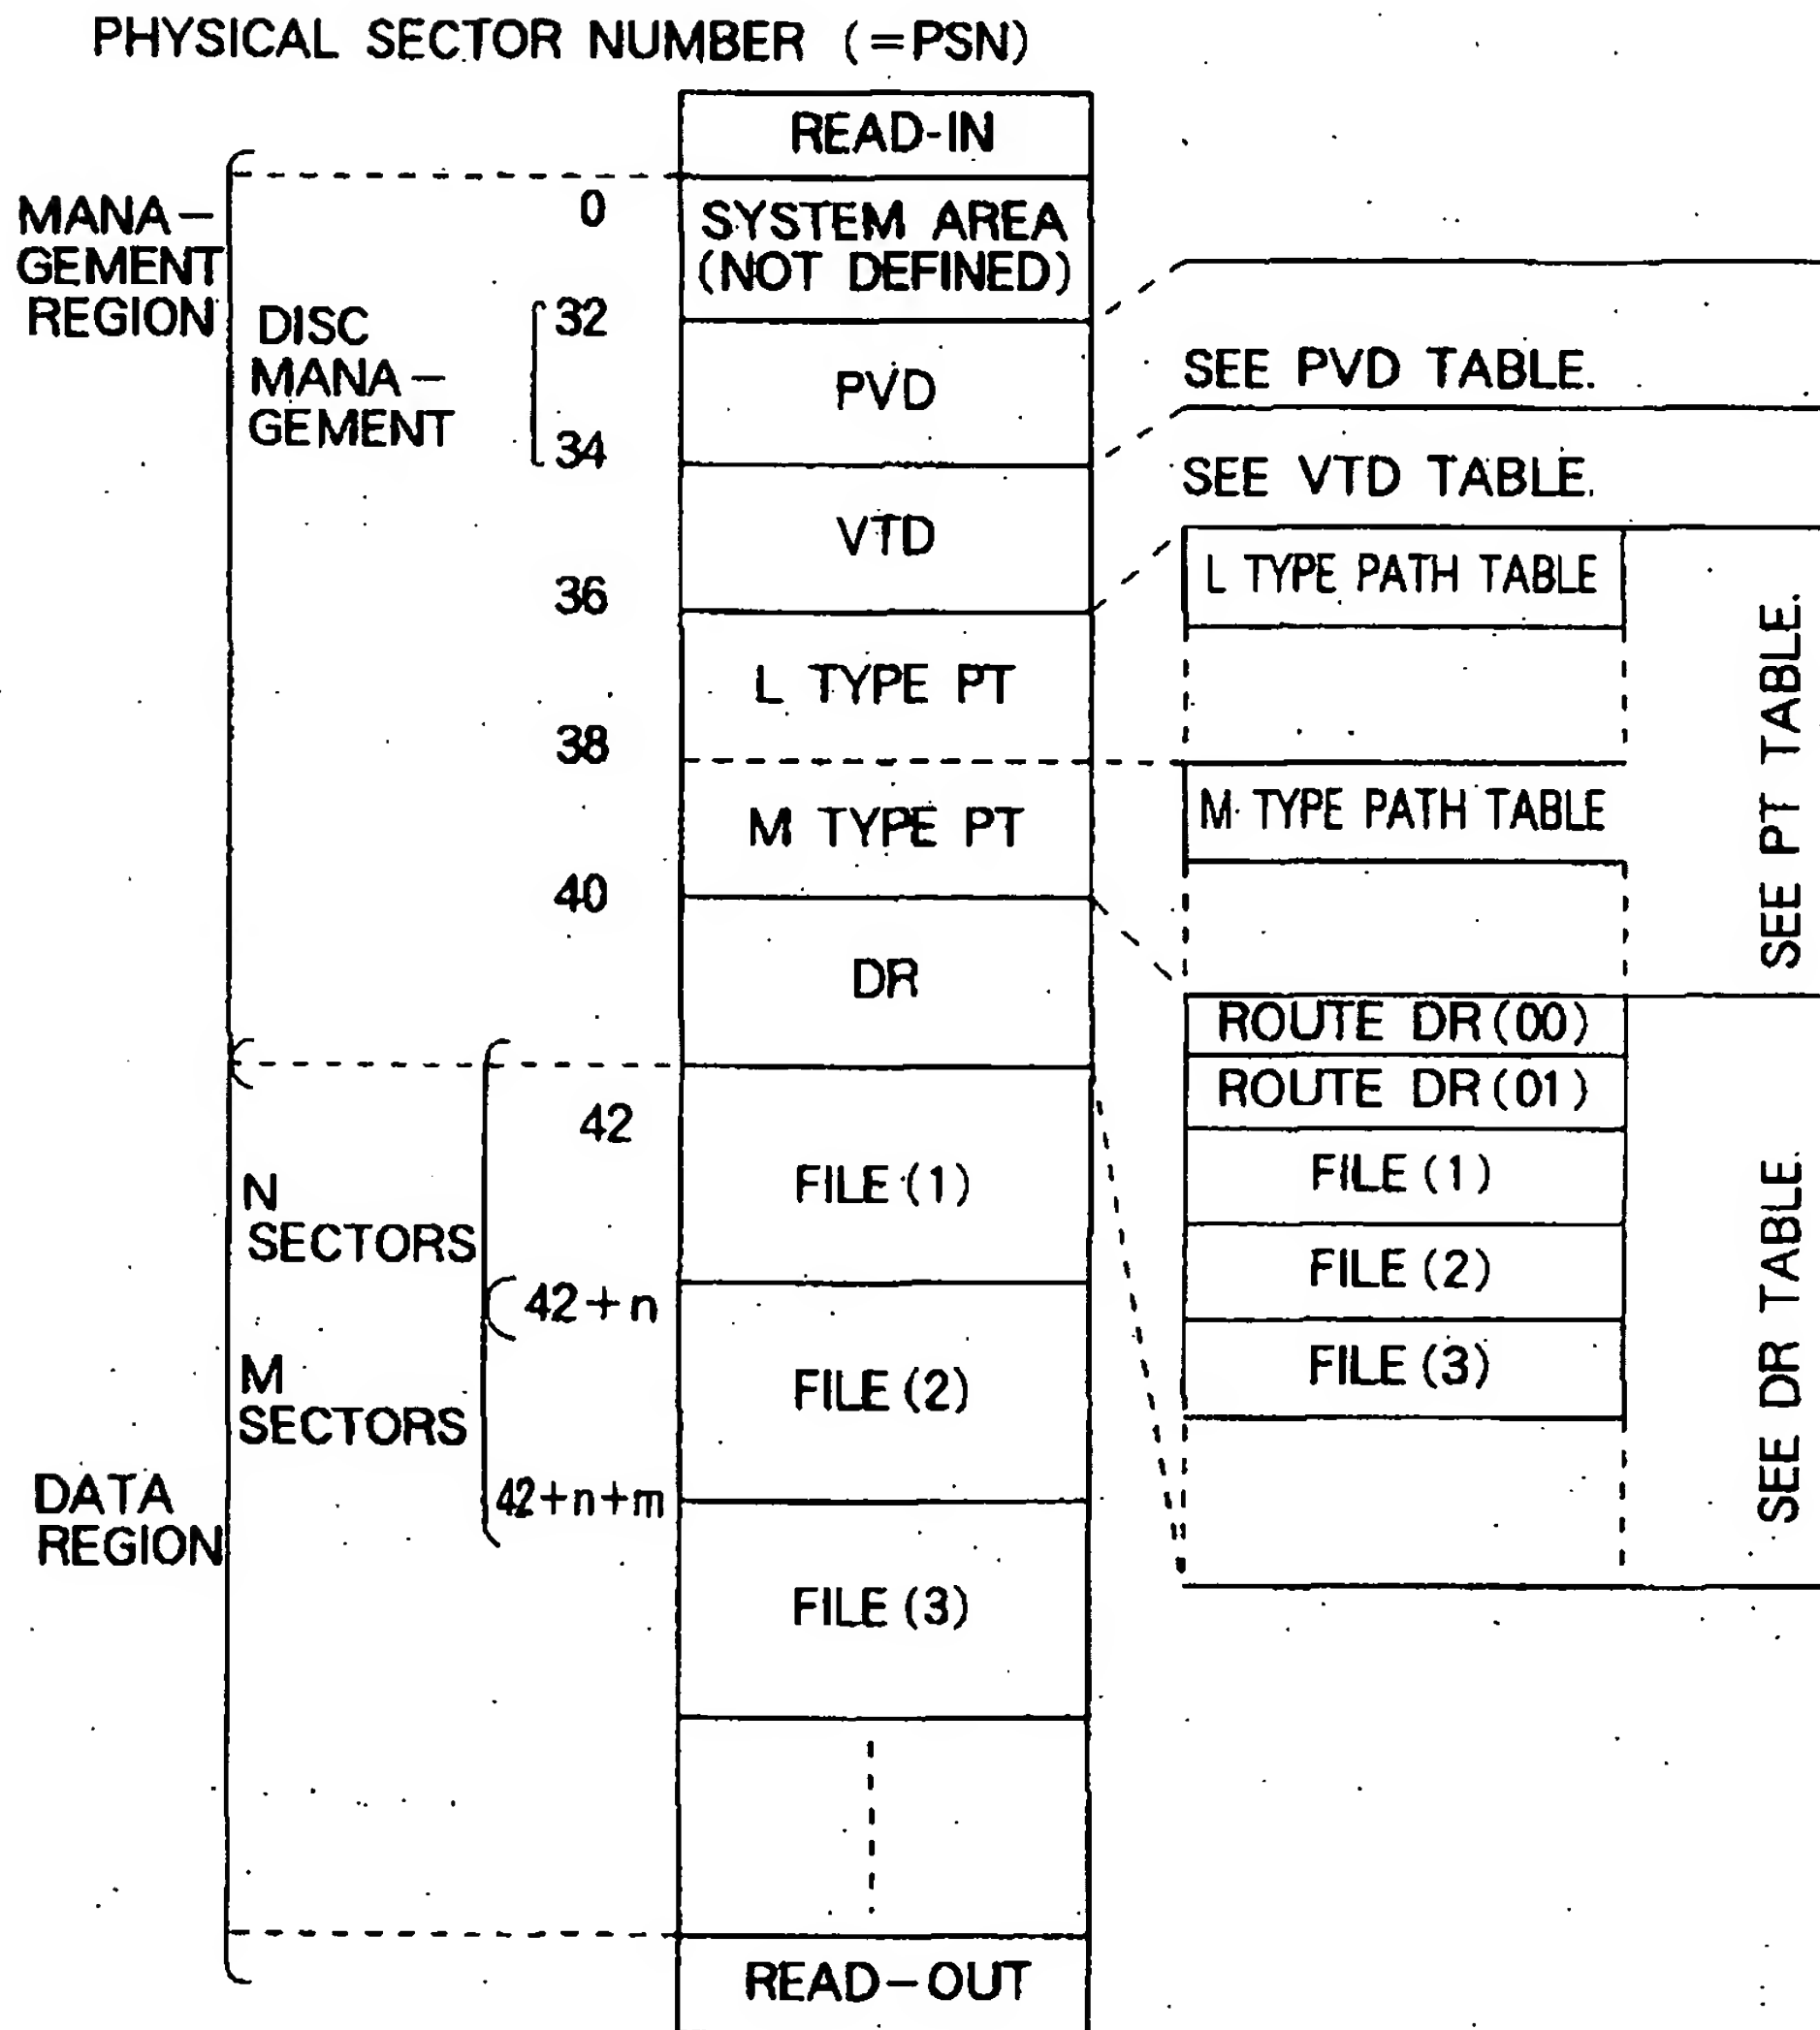 PHYSICAL SECTOR NUMBER (=PSN)
READ-IN
MANA-
GEMENT
REGION
0
SYSTEM AREA
(NOT DEFINED)
DISC
MANA-
GEMENT
32
PVD
SEE PVD TABLE.
34
VTD
SEE VTD TABLE.
36
L TYPE PT
L TYPE PATH TABLE
38
M TYPE PT
M TYPE PATH TABLE
SEE PT TABLE.
40
DR
ROUTE DR(00)
ROUTE DR(01)
FILE(1)
FILE(2)
FILE(3)
SEE DR TABLE.
42
N
SECTORS
FILE(1)
42+n
M
SECTORS
FILE(2)
42+n+m
DATA
REGION
FILE(3)
READ-OUT